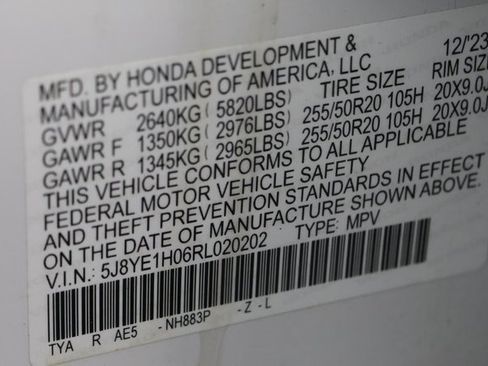 MFD. BY HONDA DEVELOPMENT & 12/'23
MANUFACTURING OF AMERICA, LLC
GVWR 2640KG ( 5820LBS) TIRE SIZE RIM SIZE
GAWR F 1350KG ( 2976LBS) 255/50R20 105H 20X9.0J
GAWR R 1345KG ( 2965LBS) 255/50R20 105H 20X9.0J
THIS VEHICLE CONFORMS TO ALL APPLICABLE
FEDERAL MOTOR VEHICLE SAFETY
AND THEFT PREVENTION STANDARDS IN EFFECT
ON THE DATE OF MANUFACTURE SHOWN ABOVE.
V.I.N.: 5J8YE1H06RL020202 TYPE: MPV
TYA R AE5 - NH883P - Z - L